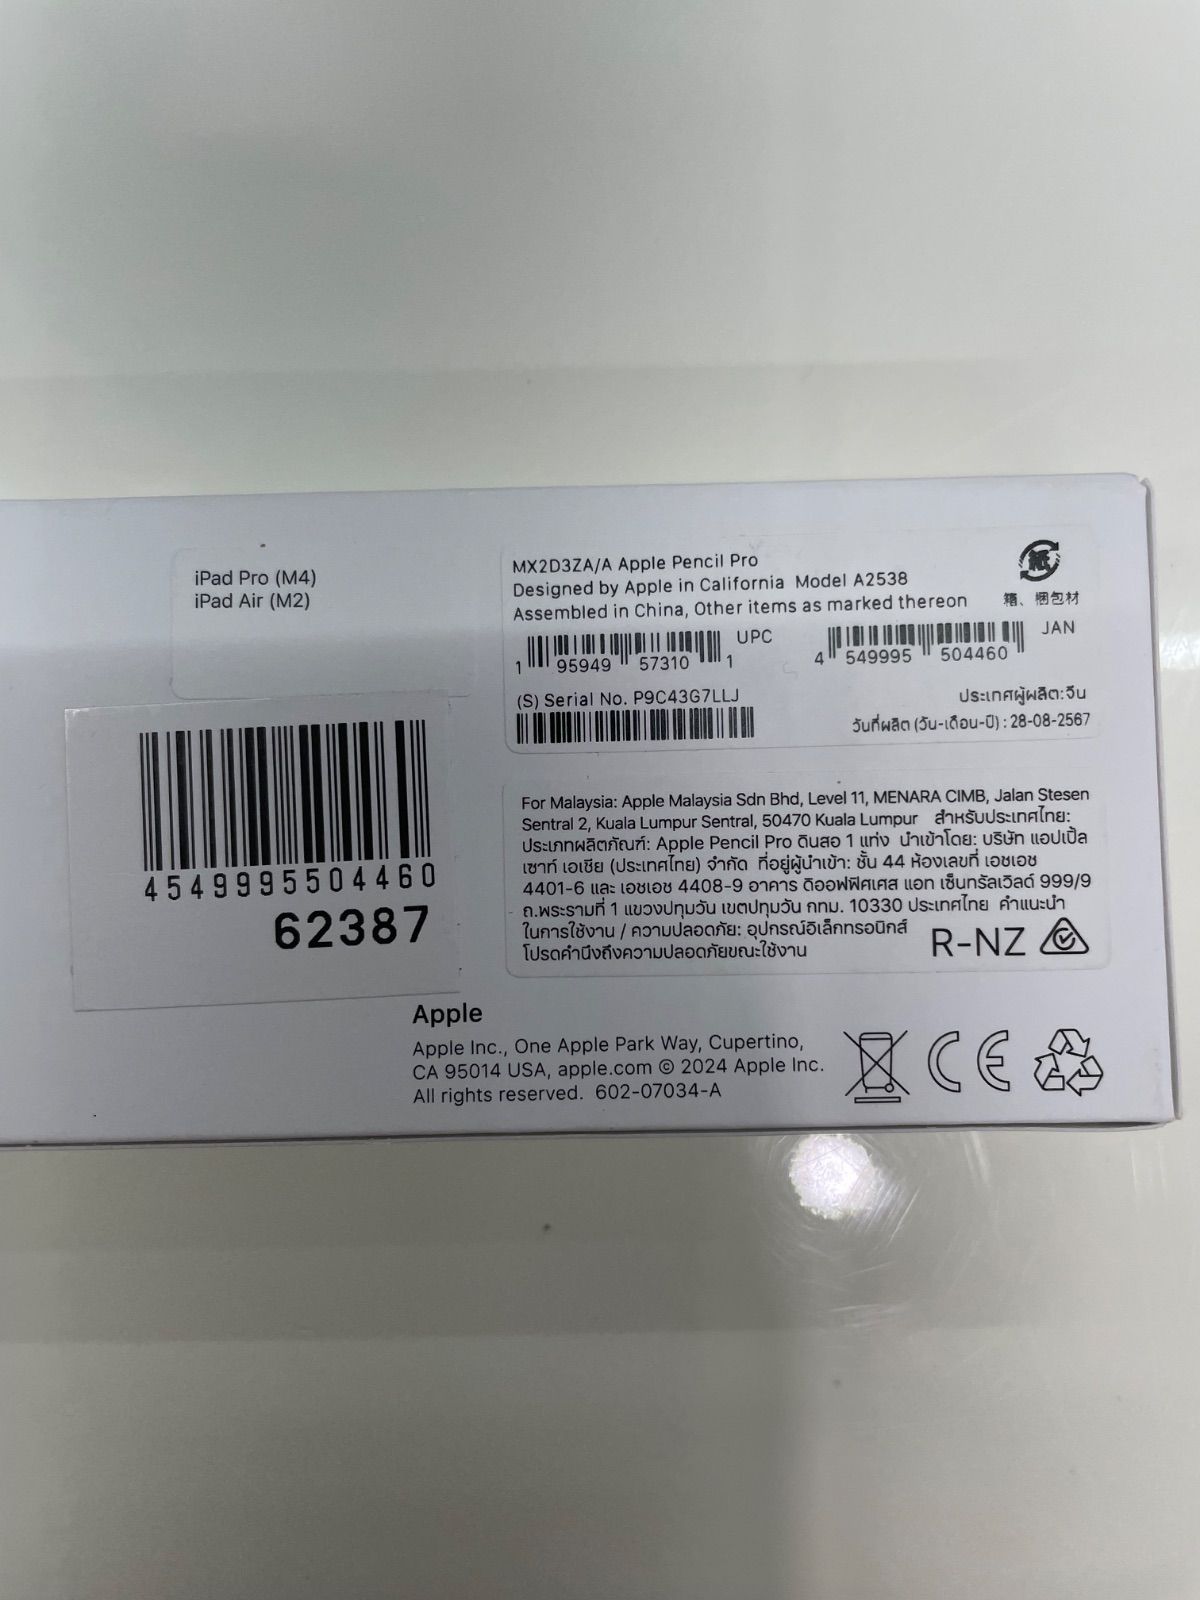 iPad Pro (M4)
iPad Air (M2)
MX2D3ZA/A Apple Pencil Pro
Designed by Apple in California Model A2538
Assembled in China, Other items as marked thereon
紙
箱、梱包材
1 95949 57310 1 UPC
4 549995 504460 JAN
(S) Serial No. P9C43G7LLJ
ประเทศผู้ผลิต:จีน
วันที่ผลิต (วัน-เดือน-ปี) : 28-08-2567
4549995504460
62387
For Malaysia: Apple Malaysia Sdn Bhd, Level 11, MENARA CIMB, Jalan Stesen
Sentral 2, Kuala Lumpur Sentral, 50470 Kuala Lumpur สำหรับประเทศไทย:
ประเภทผลิตภัณฑ์: Apple Pencil Pro ดินสอ 1 แท่ง นำเข้าโดย: บริษัท แอปเปิ้ล
เซาท์ เอเชีย (ประเทศไทย) จำกัด ที่อยู่ผู้นำเข้า: ชั้น 44 ห้องเลขที่ เอชเอช
4401-6 และ เอชเอช 4408-9 อาคาร ดิออฟฟิศเศส แอท เซ็นทรัลเวิลด์ 999/9
ถ.พระรามที่ 1 แขวงปทุมวัน เขตปทุมวัน กทม. 10330 ประเทศไทย คำแนะนำ
ในการใช้งาน / ความปลอดภัย: อุปกรณ์อิเล็กทรอนิกส์
โปรดคำนึงถึงความปลอดภัยขณะใช้งาน
R-NZ
Apple
Apple Inc., One Apple Park Way, Cupertino,
CA 95014 USA, apple.com © 2024 Apple Inc.
All rights reserved. 602-07034-A
CE